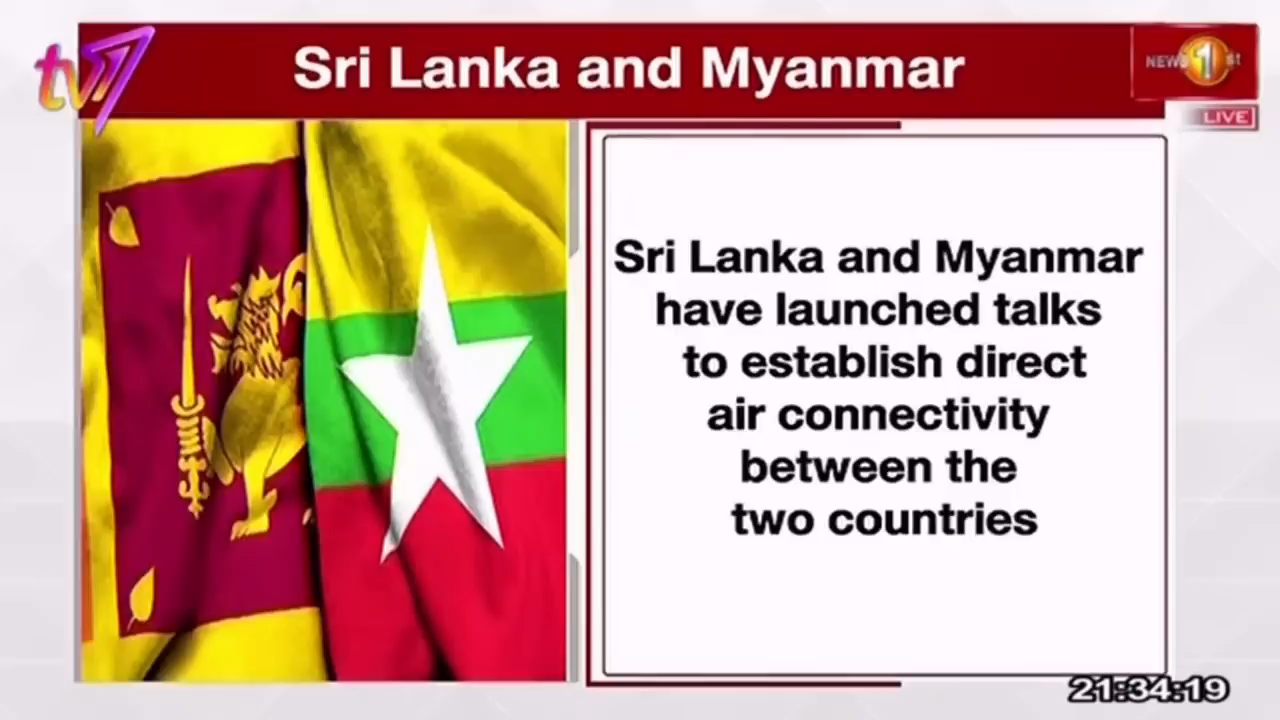 tv1
Sri Lanka and Myanmar
NEWS 1st
LIVE
Sri Lanka and Myanmar
have launched talks
to establish direct
air connectivity
between the
two countries
21:34:19